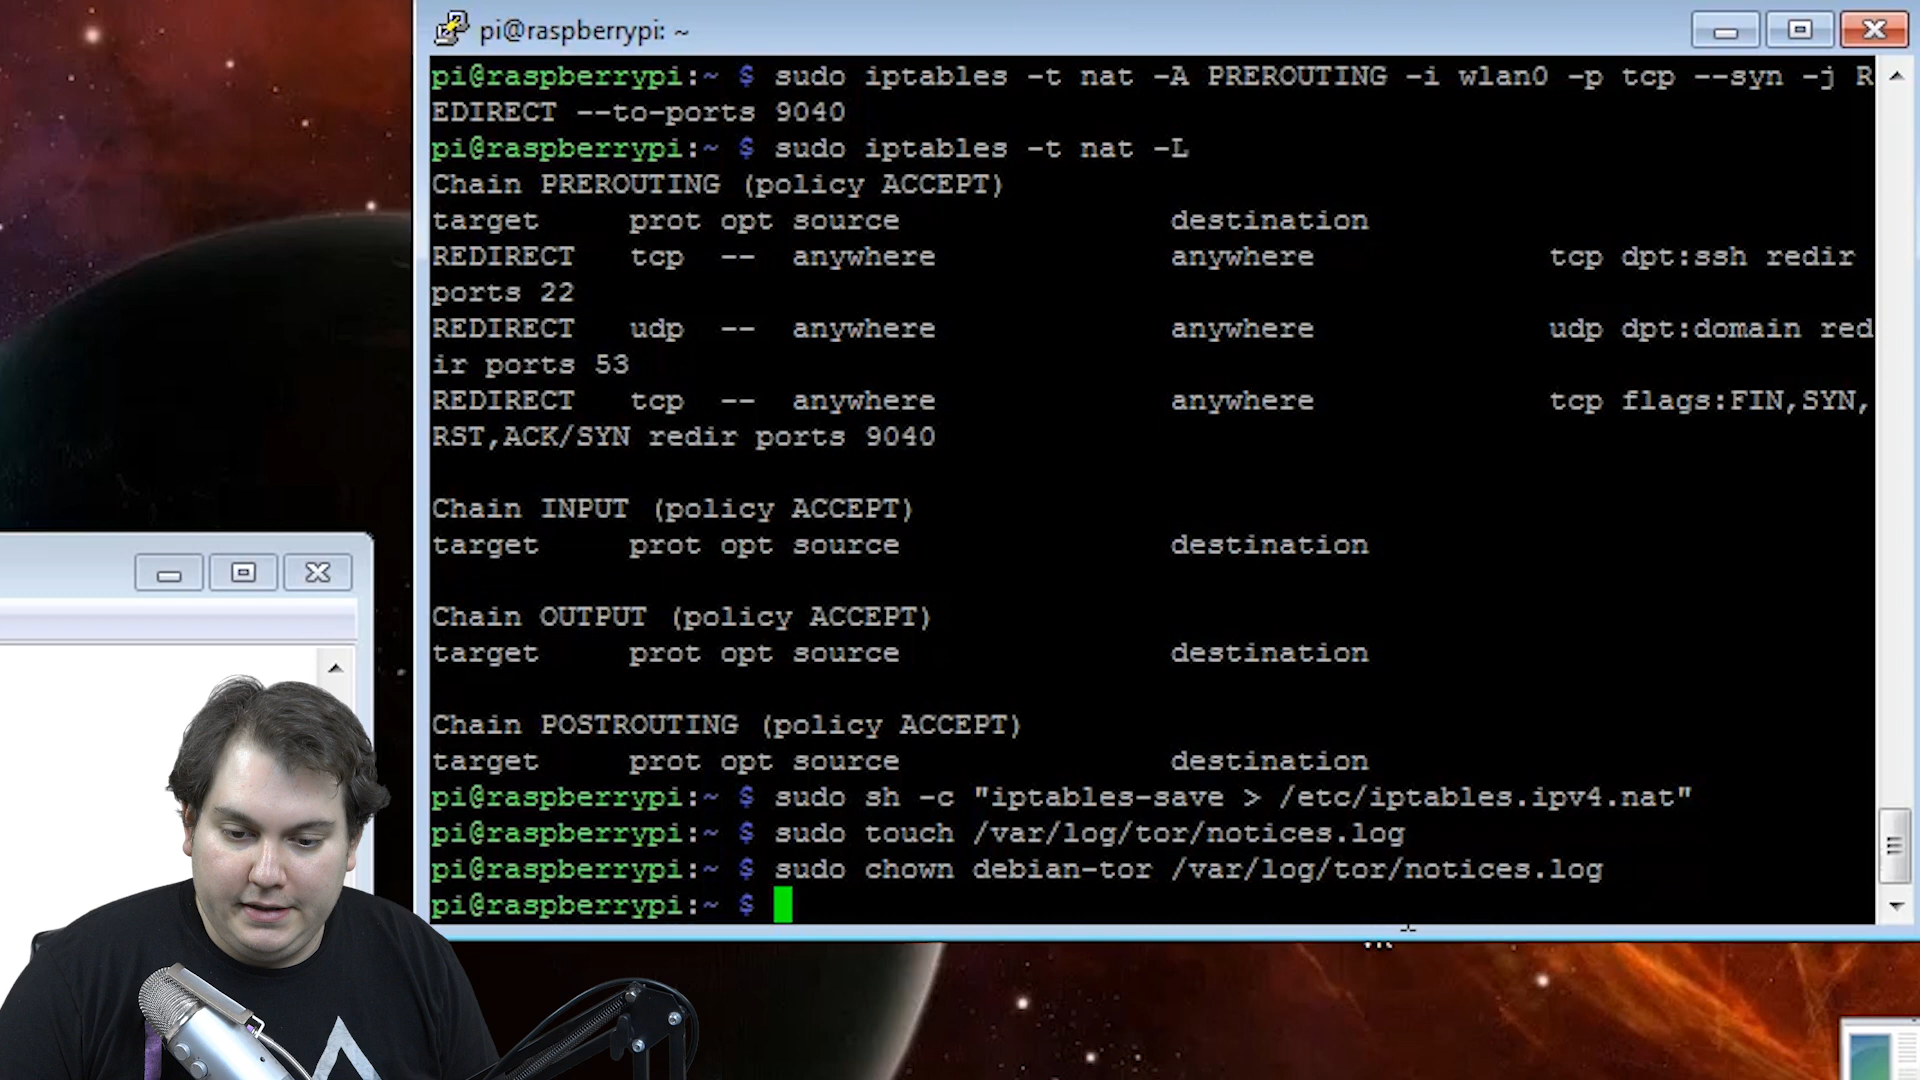 pi@raspberrypi: ~
pi@raspberrypi:~ $ sudo iptables -t nat -A PREROUTING -i wlan0 -p tcp --syn -j R
EDIRECT --to-ports 9040
pi@raspberrypi:~ $ sudo iptables -t nat -L
Chain PREROUTING (policy ACCEPT)
target prot opt source destination
REDIRECT tcp -- anywhere anywhere tcp dpt:ssh redir
ports 22
REDIRECT udp -- anywhere anywhere udp dpt:domain red
ir ports 53
REDIRECT tcp -- anywhere anywhere tcp flags:FIN,SYN,
RST,ACK/SYN redir ports 9040
Chain INPUT (policy ACCEPT)
target prot opt source destination
Chain OUTPUT (policy ACCEPT)
target prot opt source destination
Chain POSTROUTING (policy ACCEPT)
target prot opt source destination
pi@raspberrypi:~ $ sudo sh -c "iptables-save > /etc/iptables.ipv4.nat"
pi@raspberrypi:~ $ sudo touch /var/log/tor/notices.log
pi@raspberrypi:~ $ sudo chown debian-tor /var/log/tor/notices.log
pi@raspberrypi:~ $